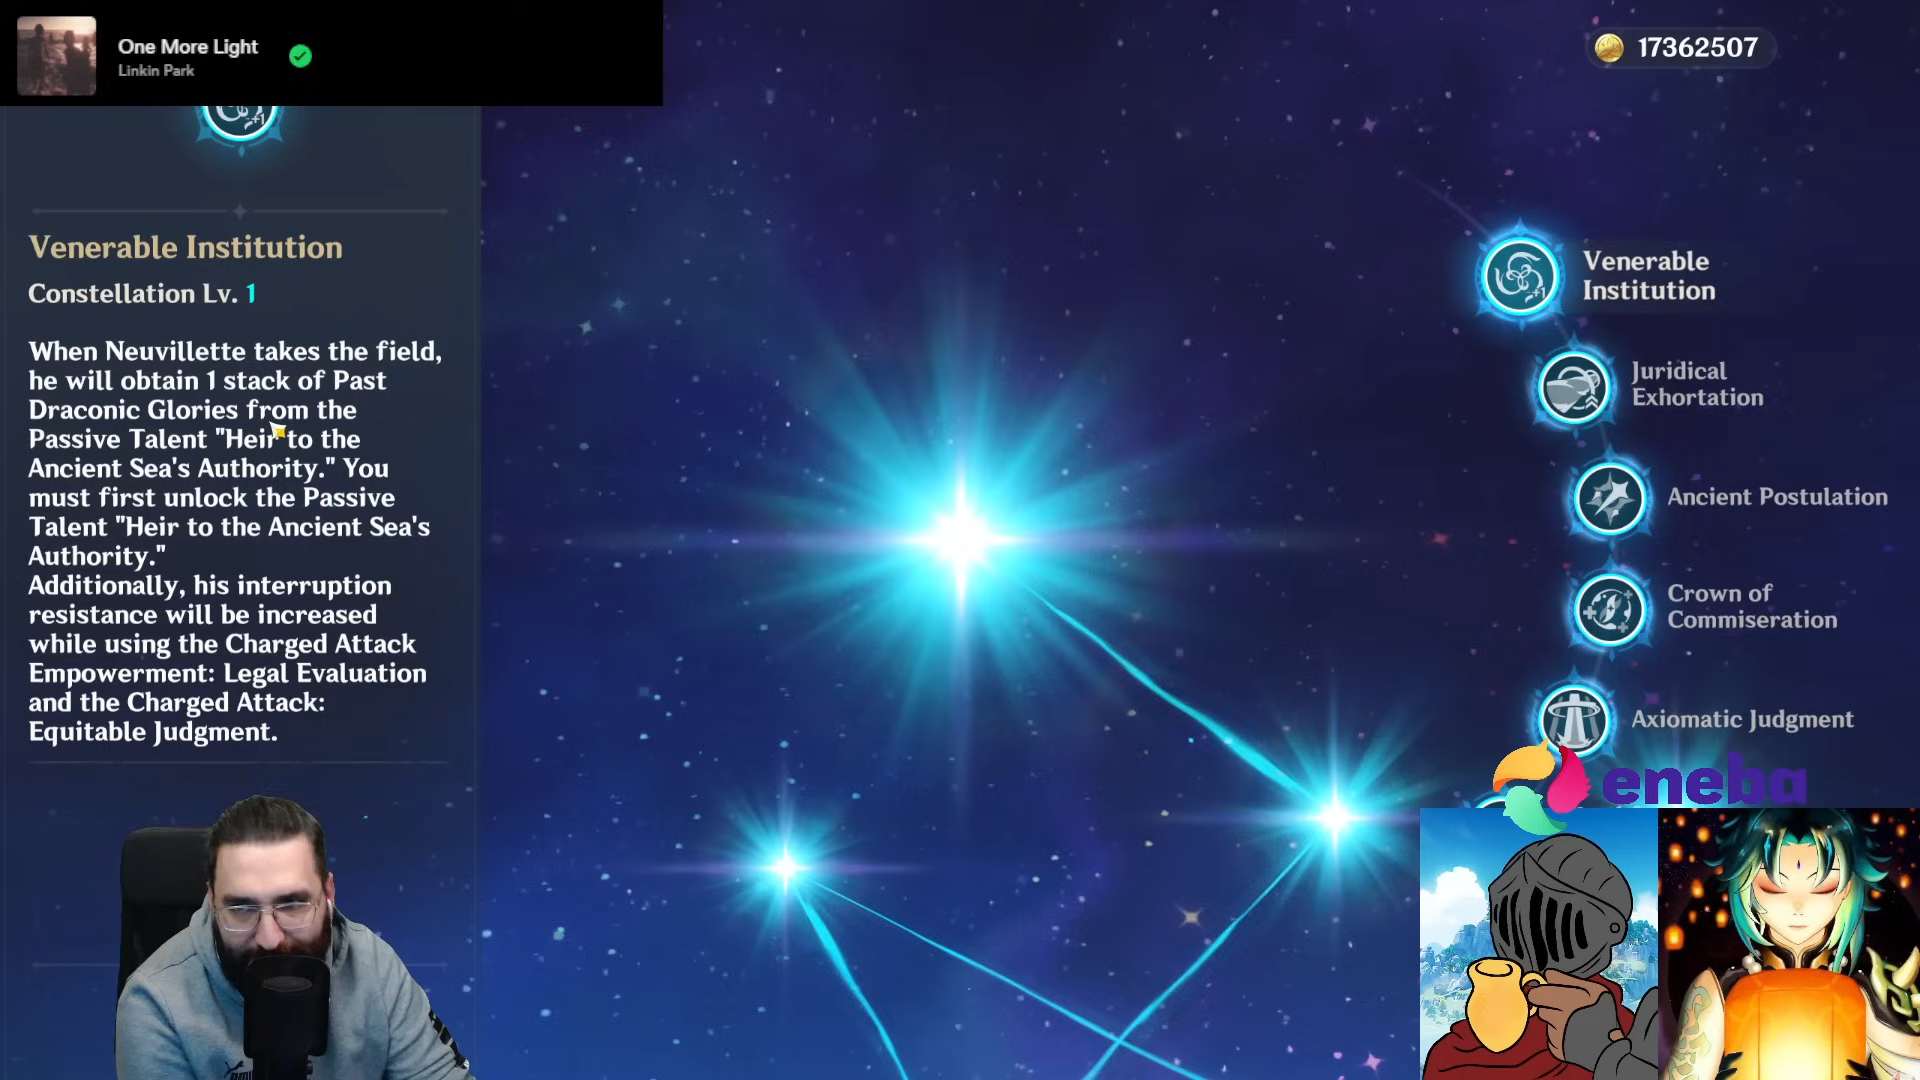 One More Light
Linkin Park
17362507
Venerable Institution
Constellation Lv. 1
When Neuvillette takes the field,
he will obtain 1 stack of Past
Draconic Glories from the
Passive Talent "Heir to the
Ancient Sea's Authority." You
must first unlock the Passive
Talent "Heir to the Ancient Sea's
Authority."
Additionally, his interruption
resistance will be increased
while using the Charged Attack
Empowerment: Legal Evaluation
and the Charged Attack:
Equitable Judgment.
Venerable
Institution
Juridical
Exhortation
Ancient Postulation
Crown of
Commiseration
Axiomatic Judgment
eneba